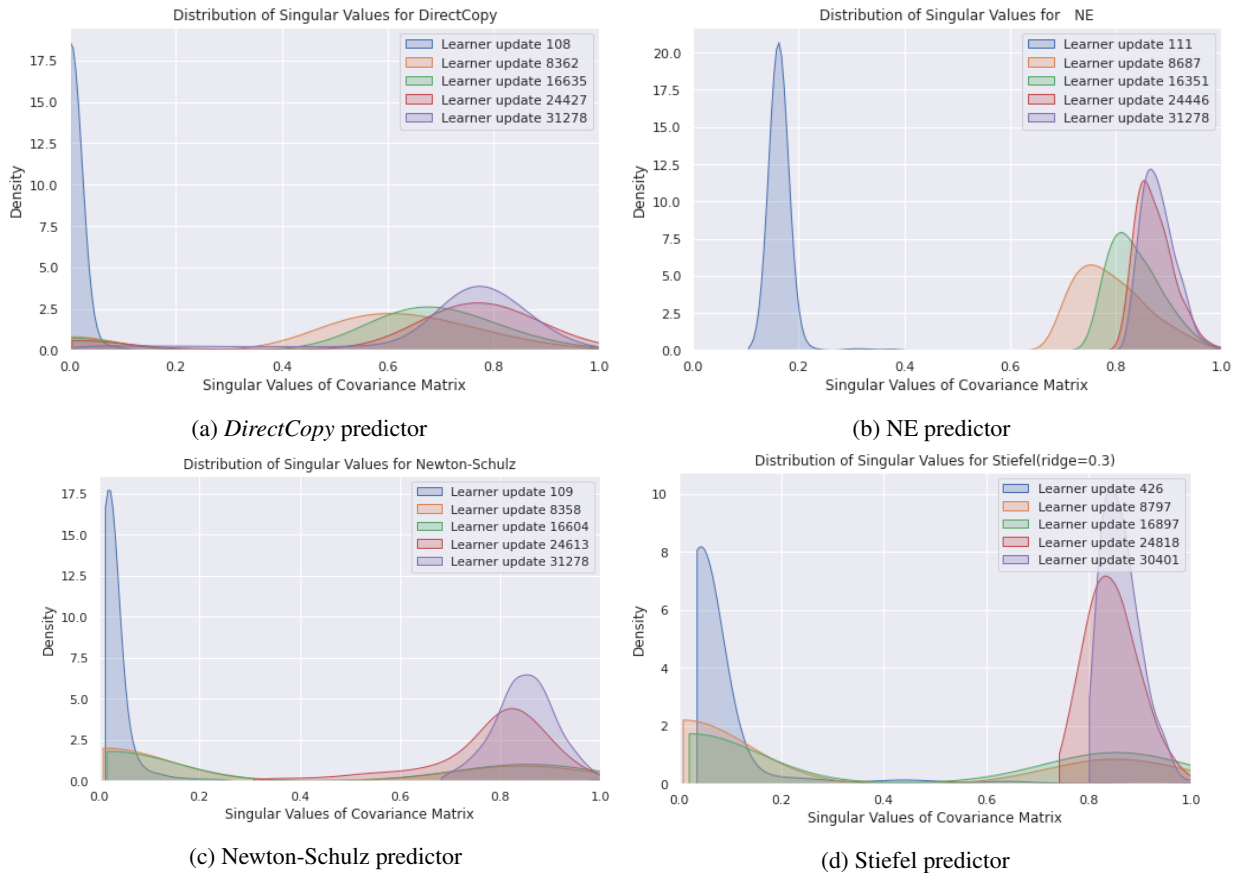 Distribution of Singular Values for DirectCopy
Density
17.5
15.0
12.5
10.0
7.5
5.0
2.5
0.0
Learner update 108
Learner update 8362
Learner update 16635
Learner update 24427
Learner update 31278
0.0 0.2 0.4 0.6 0.8 1.0
Singular Values of Covariance Matrix
(a) DirectCopy predictor
Distribution of Singular Values for NE
Density
20.0
17.5
15.0
12.5
10.0
7.5
5.0
2.5
0.0
Learner update 111
Learner update 8687
Learner update 16351
Learner update 24446
Learner update 31278
0.0 0.2 0.4 0.6 0.8 1.0
Singular Values of Covariance Matrix
(b) NE predictor
Distribution of Singular Values for Newton-Schulz
Density
17.5
15.0
12.5
10.0
7.5
5.0
2.5
0.0
Learner update 109
Learner update 8358
Learner update 16604
Learner update 24613
Learner update 31278
0.0 0.2 0.4 0.6 0.8 1.0
Singular Values of Covariance Matrix
(c) Newton-Schulz predictor
Distribution of Singular Values for Stiefel(ridge=0.3)
Density
10
8
6
4
2
0
Learner update 426
Learner update 8797
Learner update 16897
Learner update 24818
Learner update 30401
0.0 0.2 0.4 0.6 0.8 1.0
Singular Values of Covariance Matrix
(d) Stiefel predictor